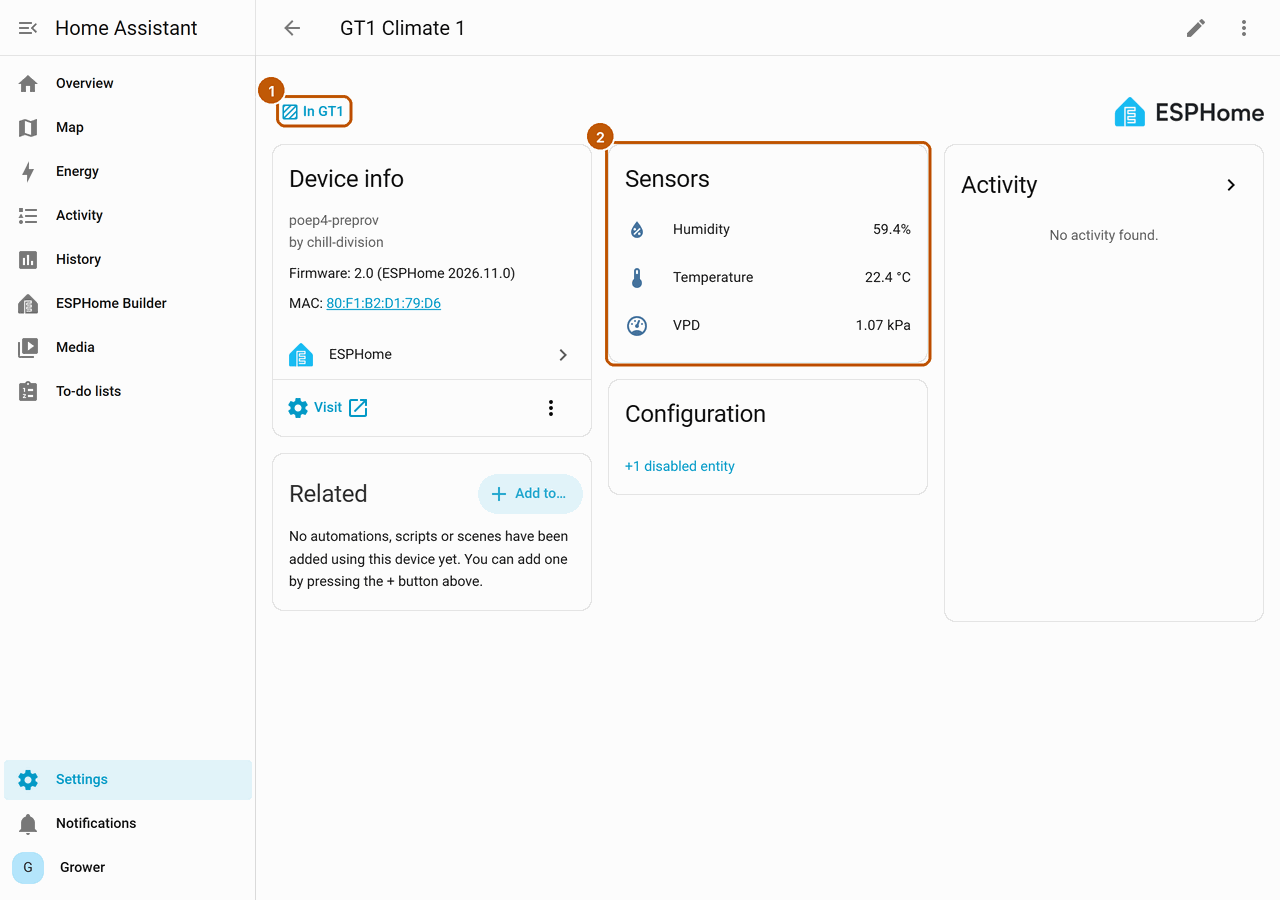 Home Assistant
GT1 Climate 1
Overview
Map
Energy
Activity
History
ESPHome Builder
Media
To-do lists
Settings
Notifications
G
Grower
1
In GT1
ESPHome
Device info
poep4-preprov
by chill-division
Firmware: 2.0 (ESPHome 2026.11.0)
MAC: 80:F1:B2:D1:79:D6
ESPHome
Visit
Related
Add to...
No automations, scripts or scenes have been
added using this device yet. You can add one
by pressing the + button above.
2
Sensors
Humidity 59.4%
Temperature 22.4 °C
VPD 1.07 kPa
Configuration
+1 disabled entity
Activity
No activity found.